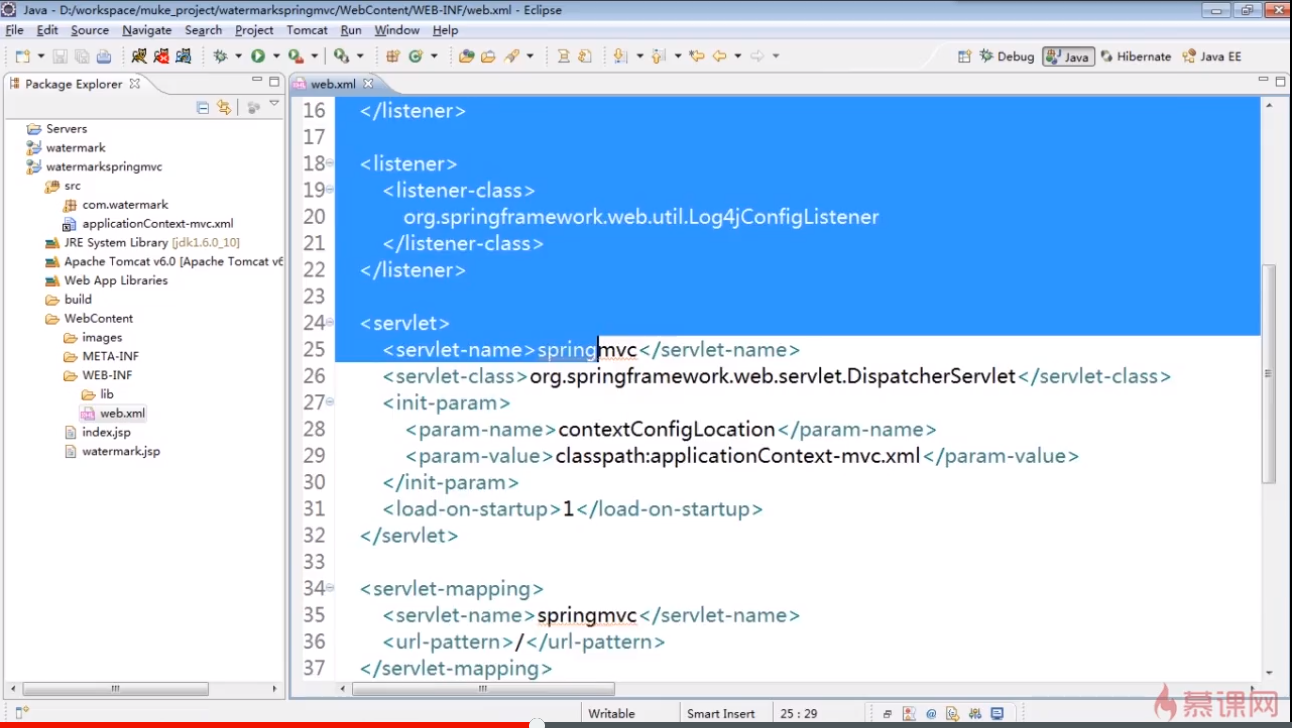 Java - D:/workspace/muke_project/watermarkspringmvc/WebContent/WEB-INF/web.xml - Eclipse
File Edit Source Navigate Search Project Tomcat Run Window Help
Debug Java Hibernate Java EE
Package Explorer
web.xml
Servers
watermark
watermarkspringmvc
src
com.watermark
applicationContext-mvc.xml
JRE System Library [jdk1.6.0_10]
Apache Tomcat v6.0 [Apache Tomcat v6
Web App Libraries
build
WebContent
images
META-INF
WEB-INF
lib
web.xml
index.jsp
watermark.jsp
16 </listener>
17
18 <listener>
19 <listener-class>
20 org.springframework.web.util.Log4jConfigListener
21 </listener-class>
22 </listener>
23
24 <servlet>
25 <servlet-name>springmvc</servlet-name>
26 <servlet-class>org.springframework.web.servlet.DispatcherServlet</servlet-class>
27 <init-param>
28 <param-name>contextConfigLocation</param-name>
29 <param-value>classpath:applicationContext-mvc.xml</param-value>
30 </init-param>
31 <load-on-startup>1</load-on-startup>
32 </servlet>
33
34 <servlet-mapping>
35 <servlet-name>springmvc</servlet-name>
36 <url-pattern>/</url-pattern>
37 </servlet-mapping>
Writable Smart Insert 25 : 29
慕课网